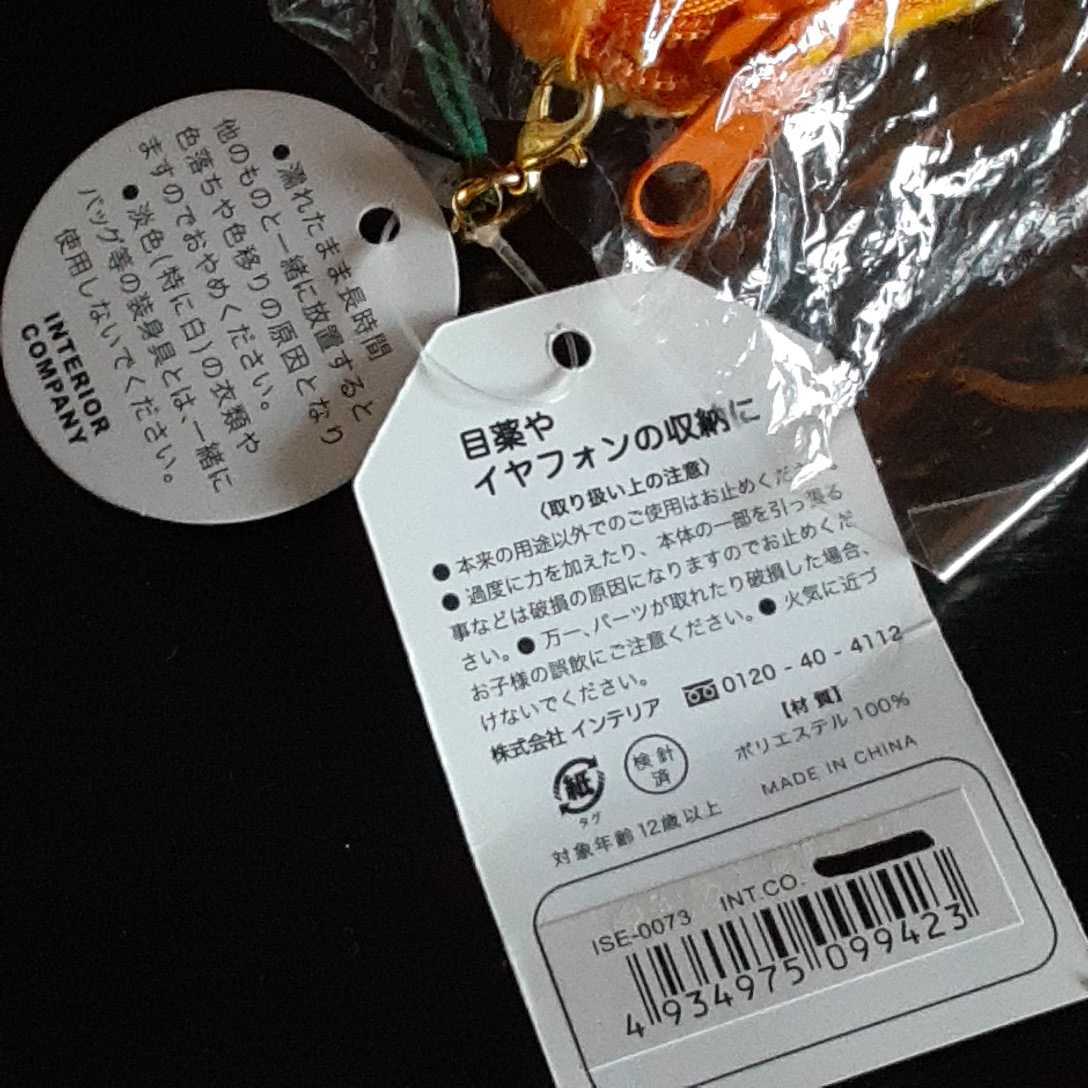 ●濡れたまま長時間
他のものと一緒に放置すると
色落ちや色移りの原因となり
ますのでおやめください。
●淡色(特に白)の衣類や
バッグ等の装身具とは、一緒に
使用しないでください。
INTERIOR
COMPANY
目薬や
イヤフォンの収納に
〈取り扱い上の注意〉
●本来の用途以外でのご使用はお止めくだ
●過度に力を加えたり、本体の一部を引っ張る
事などは破損の原因になりますのでお止めくだ
さい。●万一、パーツが取れたり破損した場合、
お子様の誤飲にご注意ください。●火気に近づ
けないでください。
株式会社 インテリア 0120-40-4112
【材質】
ポリエステル100%
紙
タグ
検針
済
MADE IN CHINA
対象年齢12歳以上
ISE-0073 INT.CO.
4934975099423